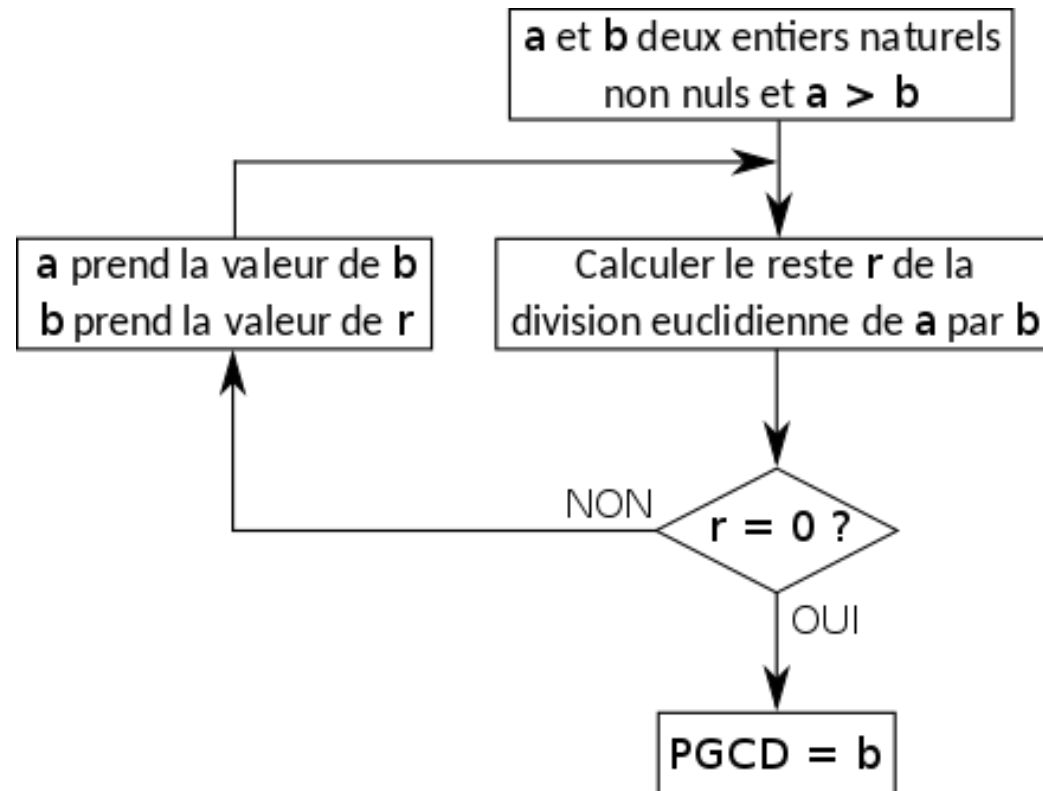 a et b deux entiers naturels
non nuls et a > b
a prend la valeur de b
b prend la valeur de r
Calculer le reste r de la
division euclidienne de a par b
NON
r = 0 ?
OUI
PGCD = b